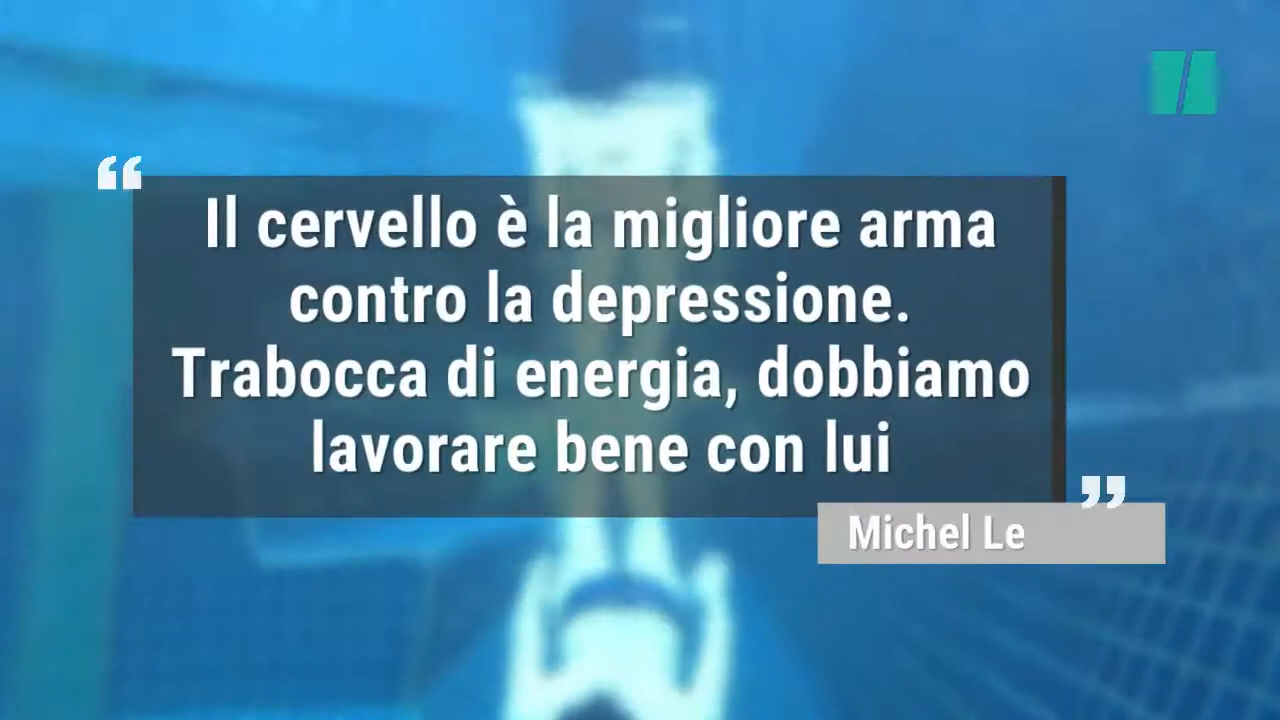 “
Il cervello è la migliore arma
contro la depressione.
Trabocca di energia, dobbiamo
lavorare bene con lui
”
Michel Le